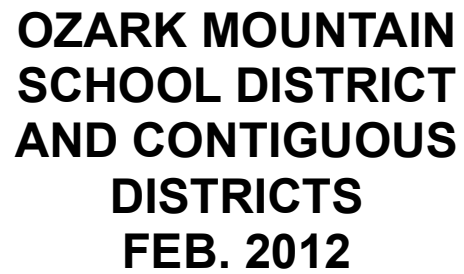 OZARK MOUNTAIN
SCHOOL DISTRICT
AND CONTIGUOUS
DISTRICTS
FEB. 2012